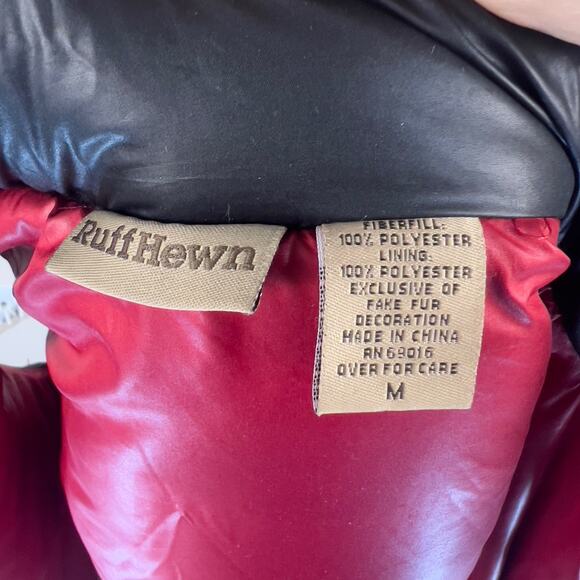 RuffHewn
FIBERFILL:
100% POLYESTER
LINING:
100% POLYESTER
EXCLUSIVE OF
FAKE FUR
DECORATION
MADE IN CHINA
RN 69016
OVER FOR CARE
M